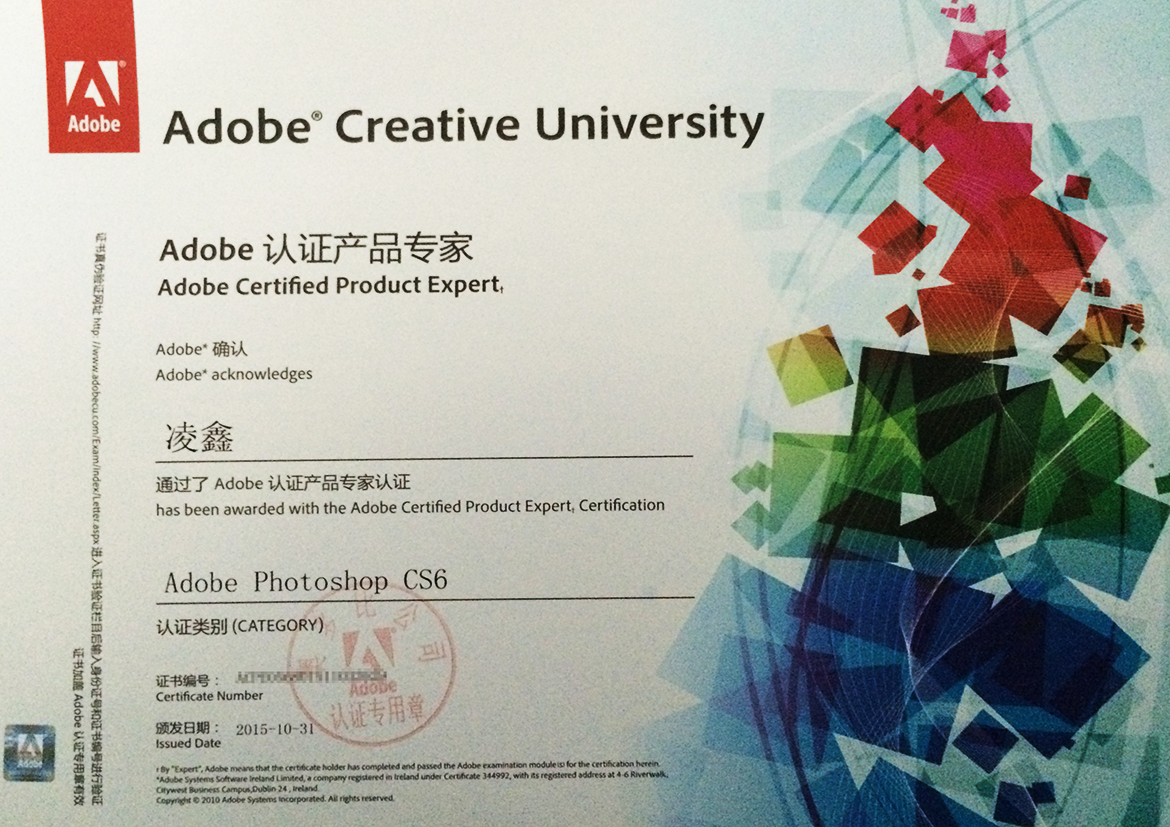 Adobe
Adobe® Creative University
Adobe 认证产品专家
Adobe Certified Product Expert†
Adobe* 确认
Adobe* acknowledges
凌鑫
通过了 Adobe 认证产品专家认证
has been awarded with the Adobe Certified Product Expert† Certification
Adobe Photoshop CS6
认证类别 (CATEGORY)
证书编号：
Certificate Number
颁发日期： 2015-10-31
Issued Date
比公司
Adobe
认证专用章
† By "Expert", Adobe means that the certificate holder has completed and passed the Adobe examination module(s) for the certification herein.
*Adobe Systems Software Ireland Limited, a company registered in Ireland under Certificate 344992, with its registered address at 4-6 Riverwalk,
Citywest Business Campus,Dublin 24 , Ireland.
Copyright © 2010 Adobe Systems Incorporated. All rights reserved.
证书真伪验证网址 http://www.adobecu.com/Exam/Index/Letter.aspx 进入证书验证栏目后输入身份证号和证书编号进行验证
证书加盖 Adobe 认证专用章有效
Adobe